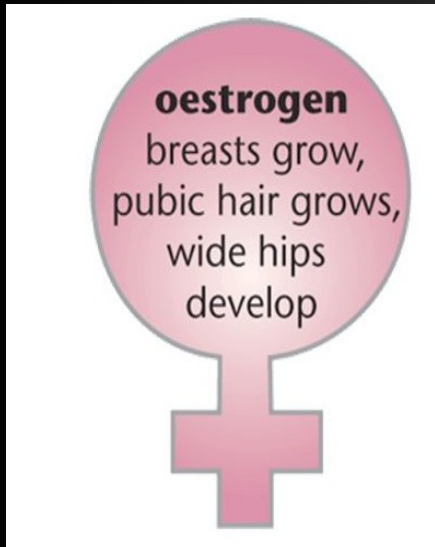 oestrogen
breasts grow,
pubic hair grows,
wide hips
develop